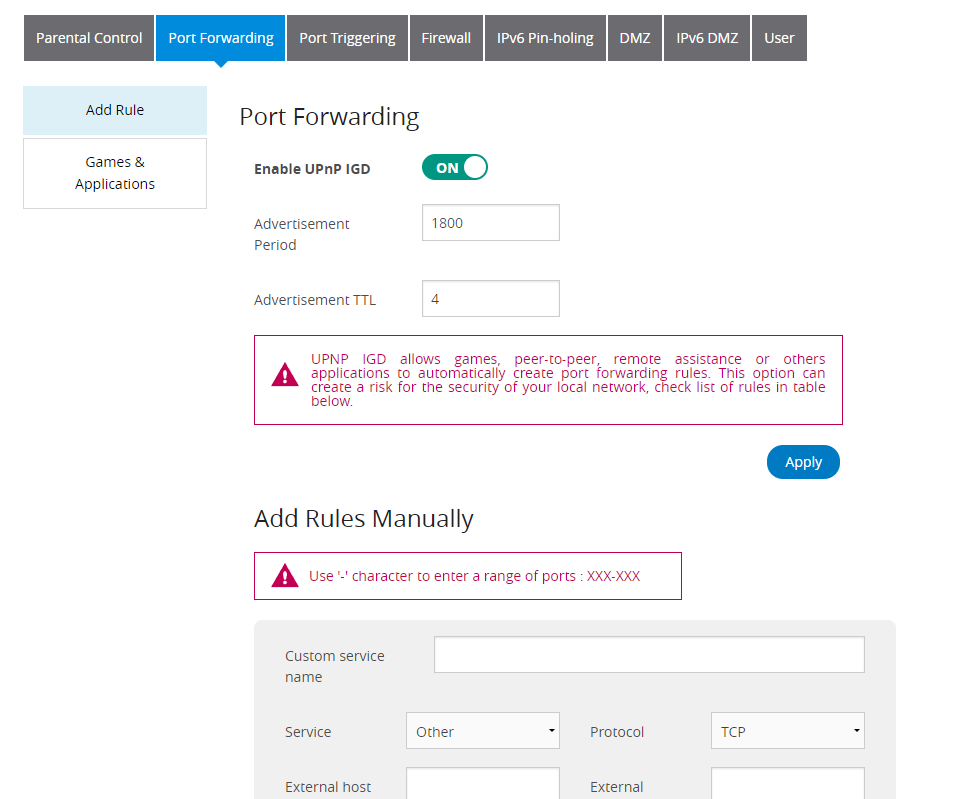 Parental Control Port Forwarding Port Triggering Firewall IPv6 Pin-holing DMZ IPv6 DMZ User
Add Rule
Games &
Applications
Port Forwarding
Enable UPnP IGD ON
Advertisement
Period
1800
Advertisement TTL 4
UPNP IGD allows games, peer-to-peer, remote assistance or others
applications to automatically create port forwarding rules. This option can
create a risk for the security of your local network, check list of rules in table
below.
Apply
Add Rules Manually
Use '-' character to enter a range of ports : XXX-XXX
Custom service
name
Service Other Protocol TCP
External host External